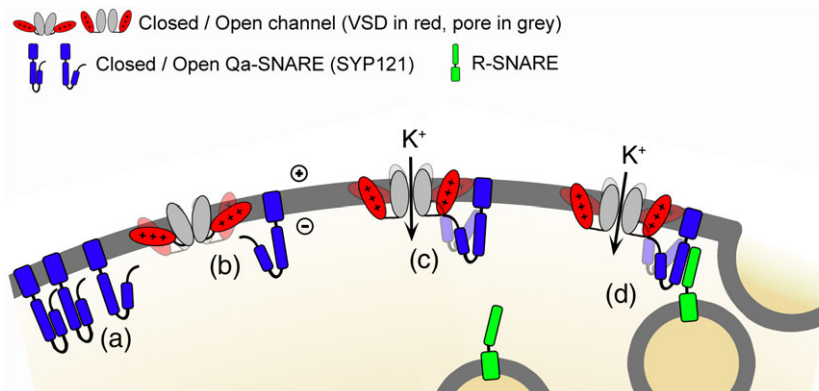 Closed / Open channel (VSD in red, pore in grey)
Closed / Open Qa-SNARE (SYP121)
R-SNARE
K+
K+
+
−
(a)
(b)
(c)
(d)